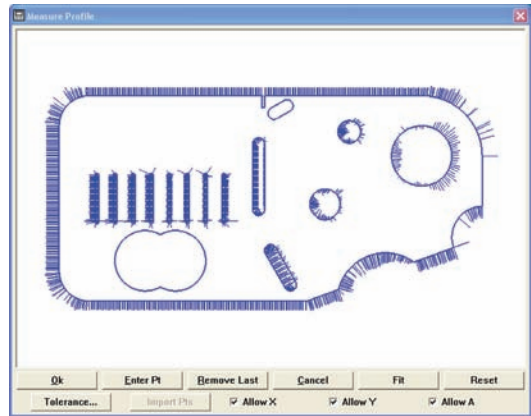 Measure Profile
Ok Enter Pt Remove Last Cancel Fit Reset
Tolerance... Import Pts Allow X Allow Y Allow A